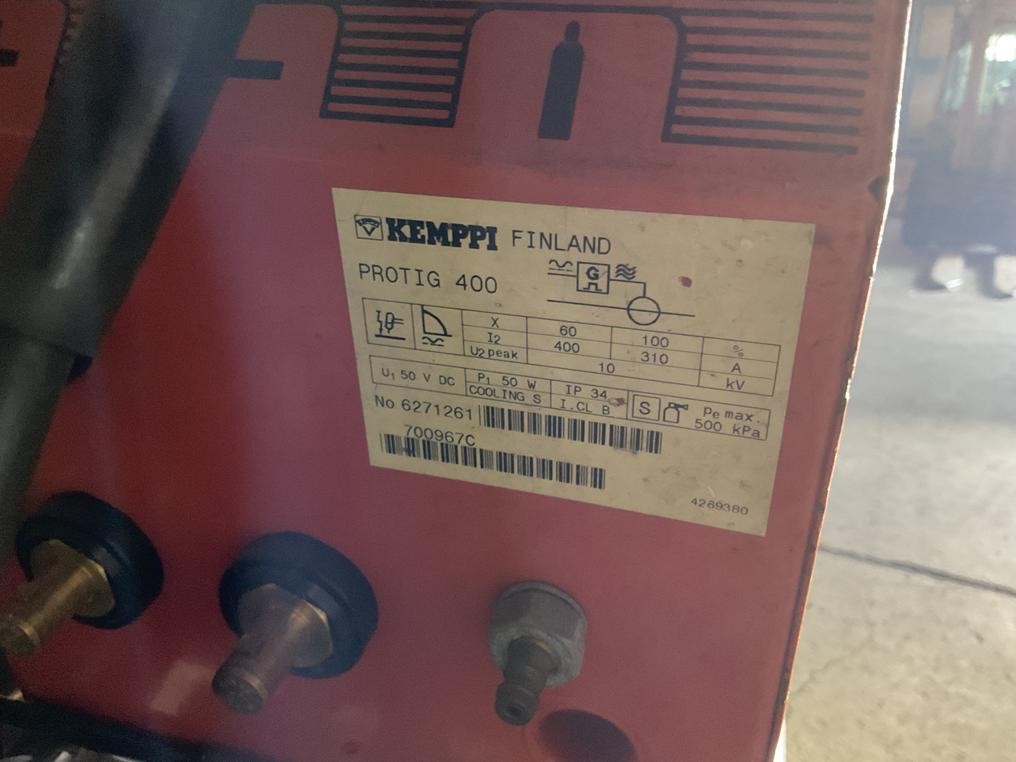 KEMPPI FINLAND
PROTIG 400
G
X 60 100 %
I2 400 310 A
U2 peak 10 kV
U1 50 V DC P1 50 W IP 34 S Pe max.
COOLING S I.CL B 500 kPa
No 6271261
700967C
4269380